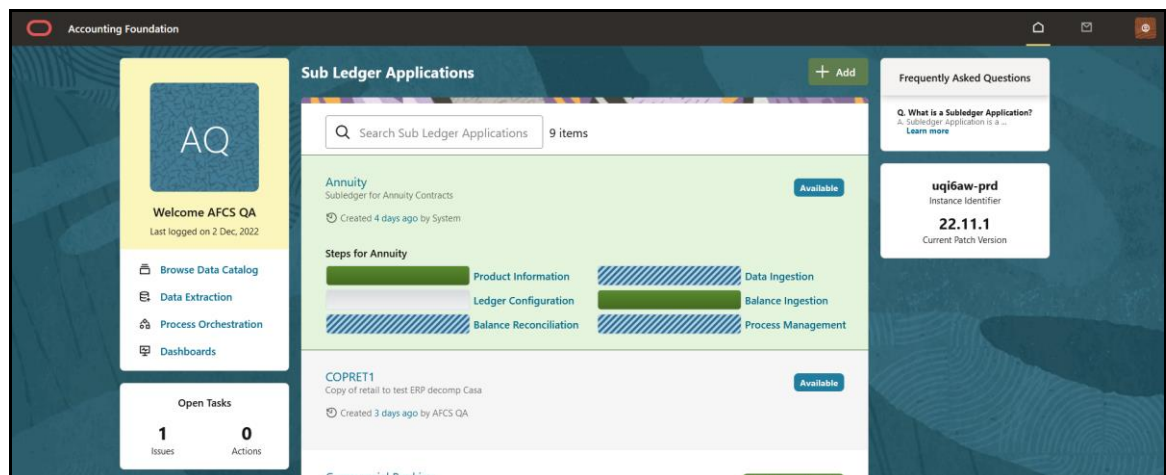 Accounting Foundation
AQ
Welcome AFCS QA
Last logged on 2 Dec, 2022
Browse Data Catalog
Data Extraction
Process Orchestration
Dashboards
Open Tasks
1
0
Issues
Actions
Sub Ledger Applications
+ Add
Search Sub Ledger Applications
9 items
Annuity
Available
Subledger for Annuity Contracts
Created 4 days ago by System
Steps for Annuity
Product Information
Data Ingestion
Ledger Configuration
Balance Ingestion
Balance Reconciliation
Process Management
COPRET1
Available
Copy of retail to test ERP decomp Casa
Created 3 days ago by AFCS QA
Frequently Asked Questions
Q. What is a Subledger Application?
A. Subledger Application is a ...
Learn more
uqi6aw-prd
Instance Identifier
22.11.1
Current Patch Version